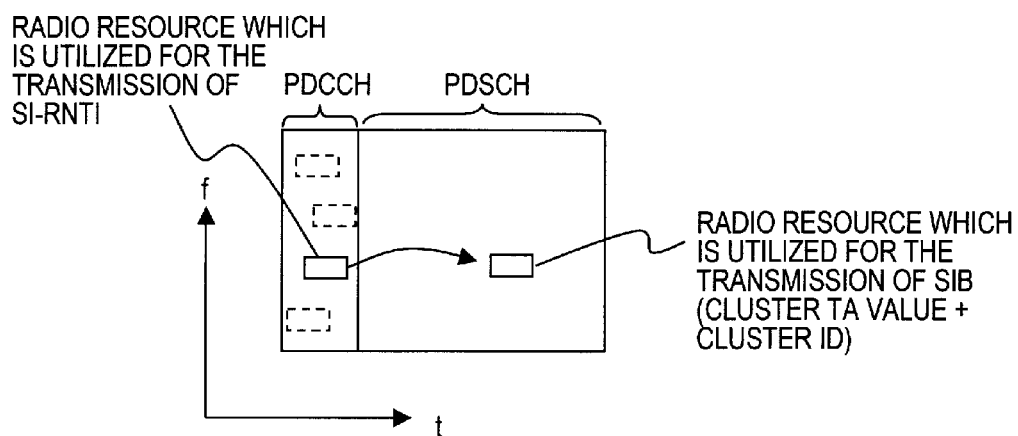 RADIO RESOURCE WHICH
IS UTILIZED FOR THE
TRANSMISSION OF
SI-RNTI
PDCCH
PDSCH
f
RADIO RESOURCE WHICH
IS UTILIZED FOR THE
TRANSMISSION OF SIB
(CLUSTER TA VALUE +
CLUSTER ID)
t